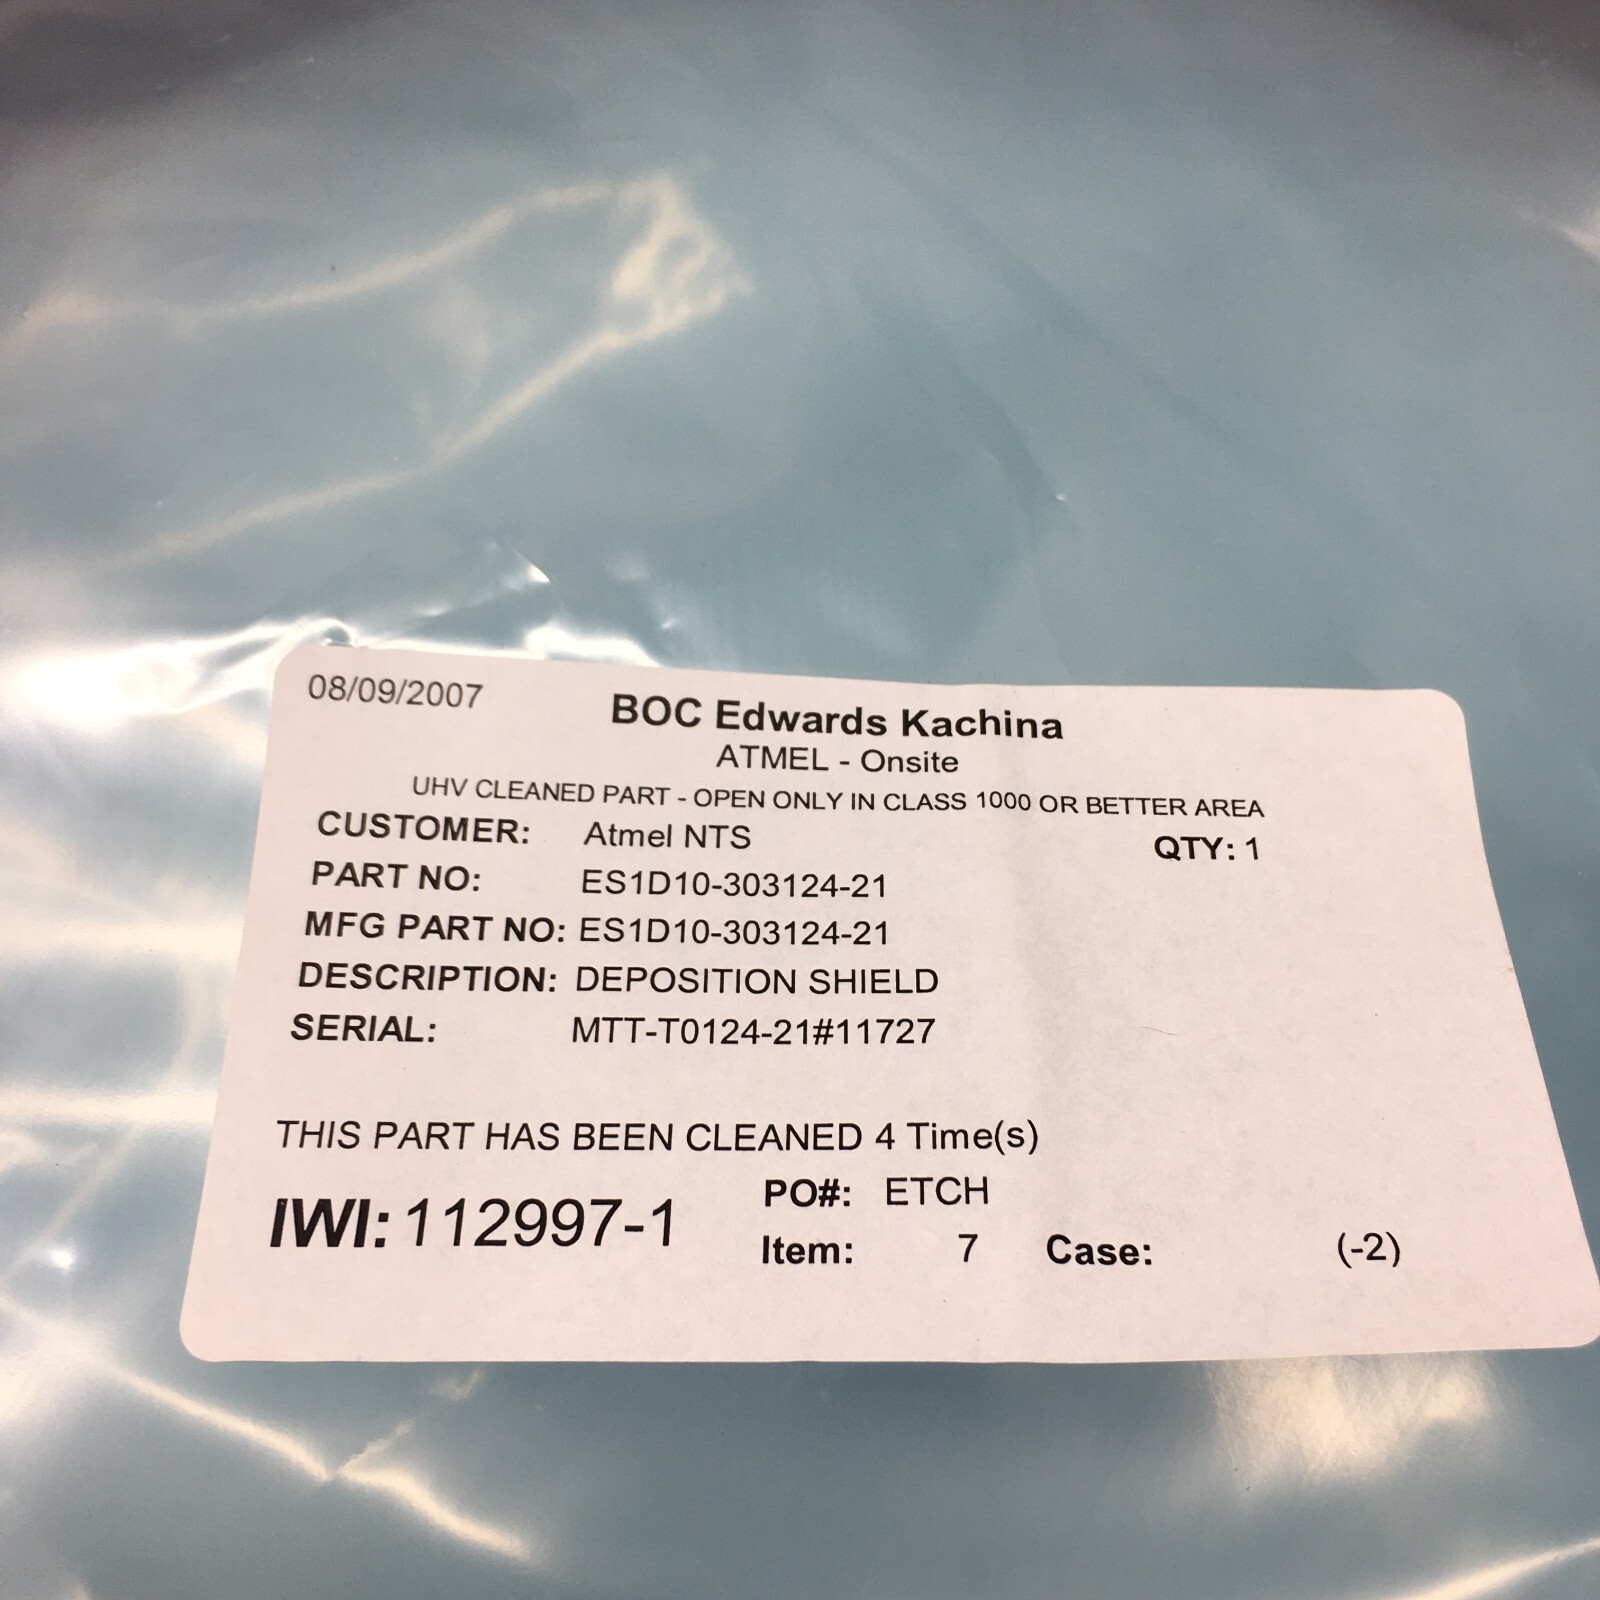 08/09/2007
BOC Edwards Kachina
ATMEL - Onsite
UHV CLEANED PART - OPEN ONLY IN CLASS 1000 OR BETTER AREA
CUSTOMER: Atmel NTS QTY: 1
PART NO: ES1D10-303124-21
MFG PART NO: ES1D10-303124-21
DESCRIPTION: DEPOSITION SHIELD
SERIAL: MTT-T0124-21#11727
THIS PART HAS BEEN CLEANED 4 Time(s)
IWI: 112997-1
PO#: ETCH
Item: 7 Case: (-2)